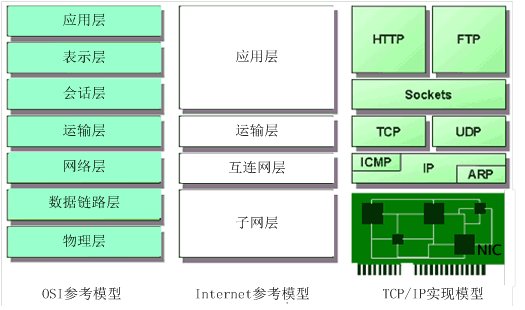 应用层
表示层
会话层
运输层
网络层
数据链路层
物理层
OSI参考模型
应用层
运输层
互连网层
子网层
Internet参考模型
HTTP
FTP
Sockets
TCP
UDP
ICMP
IP
ARP
NIC
TCP/IP实现模型